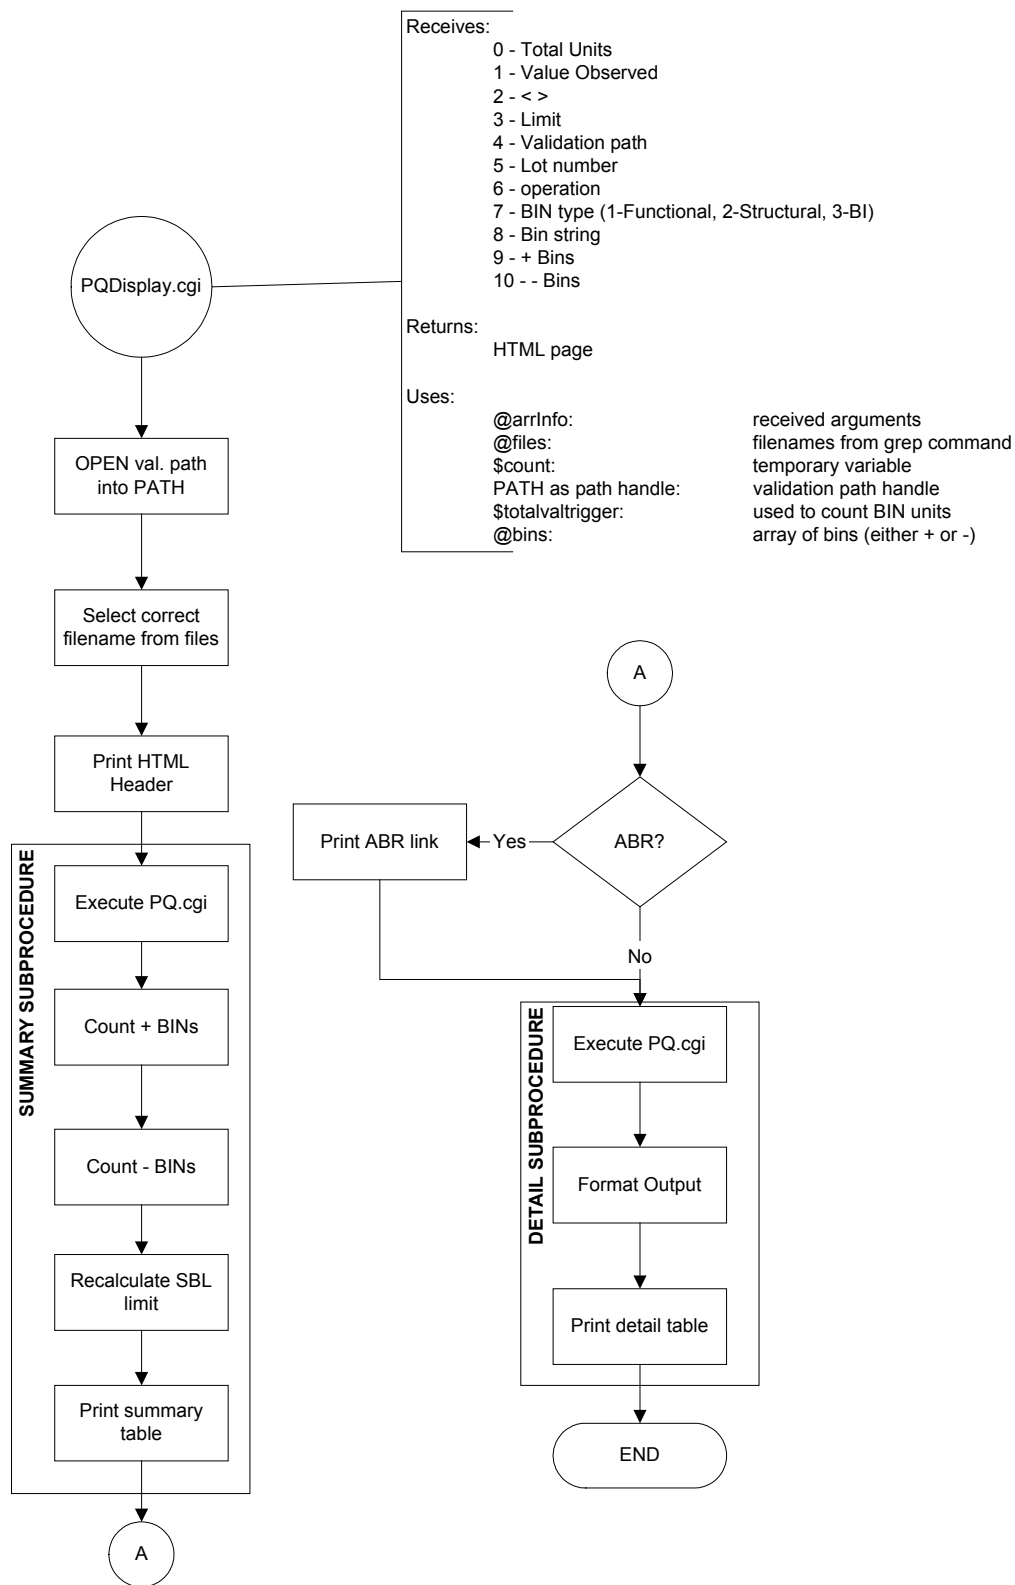 Receives:
0 - Total Units
1 - Value Observed
2 - < >
3 - Limit
4 - Validation path
5 - Lot number
6 - operation
7 - BIN type (1-Functional, 2-Structural, 3-BI)
8 - Bin string
9 - + Bins
10 - - Bins
Returns:
HTML page
Uses:
@arrInfo: received arguments
@files: filenames from grep command
$count: temporary variable
PATH as path handle: validation path handle
$totalvaltrigger: used to count BIN units
@bins: array of bins (either + or -)
PQDisplay.cgi
OPEN val. path
into PATH
Select correct
filename from files
Print HTML
Header
SUMMARY SUBPROCEDURE
Execute PQ.cgi
Count + BINs
Count - BINs
Recalculate SBL
limit
Print summary
table
A
A
ABR?
Yes
Print ABR link
No
DETAIL SUBPROCEDURE
Execute PQ.cgi
Format Output
Print detail table
END